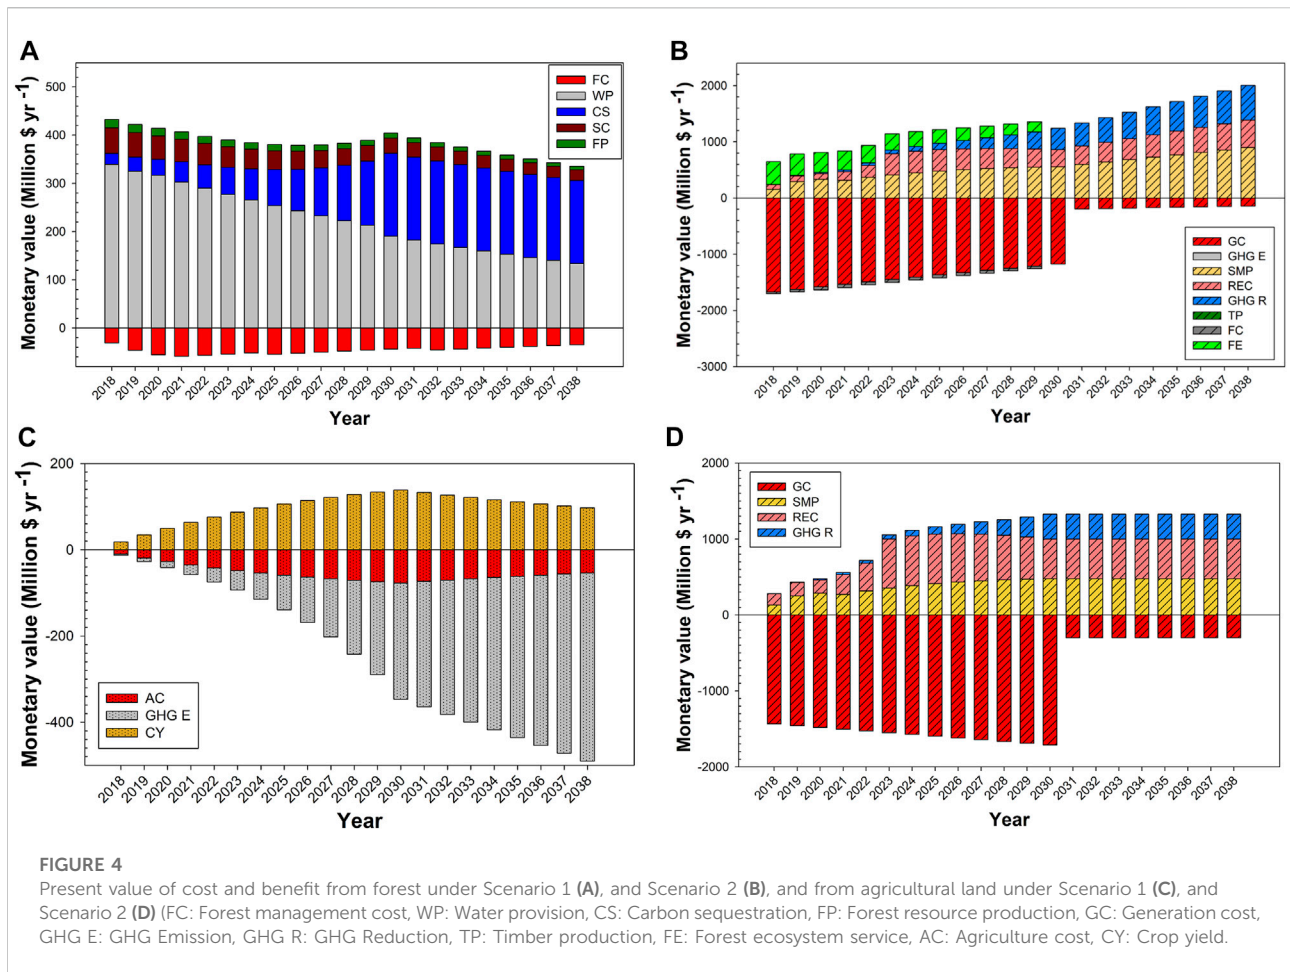 A
Monetary value (Million $ yr -1)
500
400
300
200
100
0
FC
WP
CS
SC
FP
2018 2019 2020 2021 2022 2023 2024 2025 2026 2027 2028 2029 2030 2031 2032 2033 2034 2035 2036 2037 2038
Year
B
Monetary value (Million $ yr -1)
2000
1000
0
-1000
-2000
-3000
GC
GHG E
SMP
REC
GHG R
TP
FC
FE
2018 2019 2020 2021 2022 2023 2024 2025 2026 2027 2028 2029 2030 2031 2032 2033 2034 2035 2036 2037 2038
Year
C
Monetary value (Million $ yr -1)
200
0
-200
-400
AC
GHG E
CY
2018 2019 2020 2021 2022 2023 2024 2025 2026 2027 2028 2029 2030 2031 2032 2033 2034 2035 2036 2037 2038
Year
D
Monetary value (Million $ yr -1)
2000
1000
0
-1000
-2000
GC
SMP
REC
GHG R
2018 2019 2020 2021 2022 2023 2024 2025 2026 2027 2028 2029 2030 2031 2032 2033 2034 2035 2036 2037 2038
Year
FIGURE 4
Present value of cost and benefit from forest under Scenario 1 (A), and Scenario 2 (B), and from agricultural land under Scenario 1 (C), and
Scenario 2 (D) (FC: Forest management cost, WP: Water provision, CS: Carbon sequestration, FP: Forest resource production, GC: Generation cost,
GHG E: GHG Emission, GHG R: GHG Reduction, TP: Timber production, FE: Forest ecosystem service, AC: Agriculture cost, CY: Crop yield.